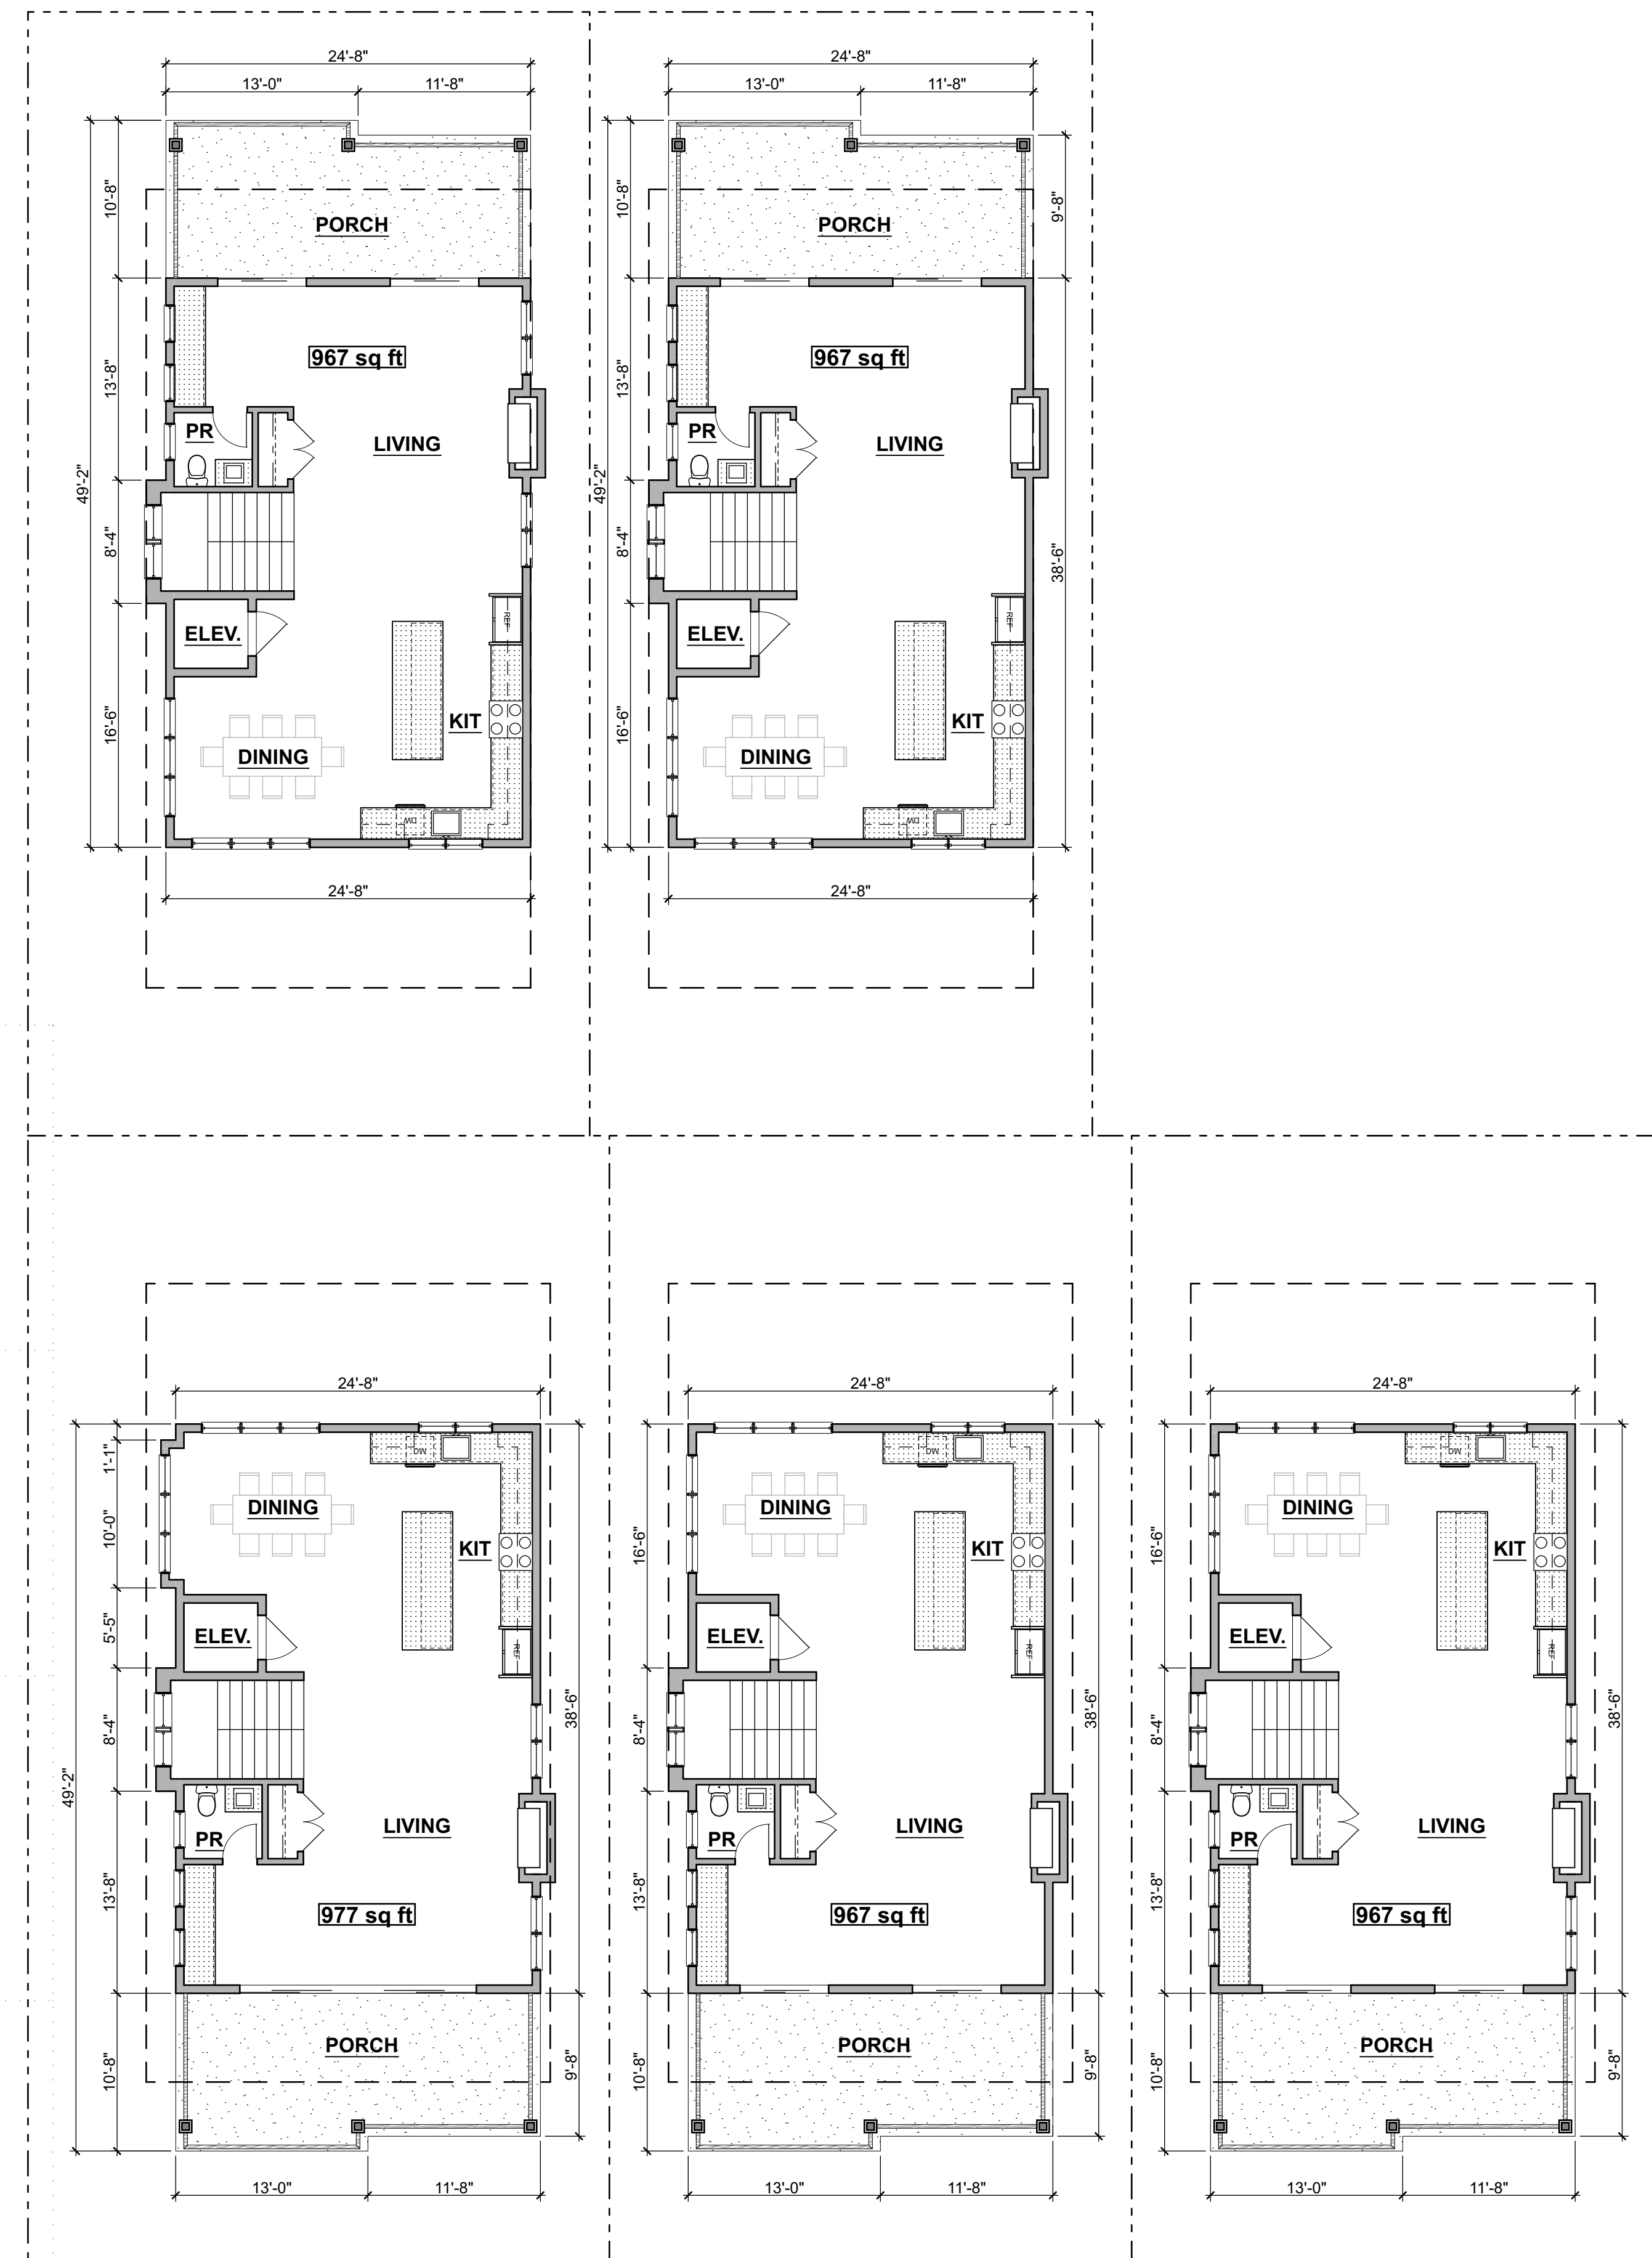 24'-8"
13'-0"
11'-8"
49'-2"
10'-8"
13'-8"
8'-4"
16'-6"
PORCH
967 sq ft
PR
LIVING
ELEV.
REF
KIT
DINING
DW
24'-8"
24'-8"
13'-0"
11'-8"
49'-2"
10'-8"
13'-8"
8'-4"
16'-6"
9'-8"
38'-6"
PORCH
967 sq ft
PR
LIVING
ELEV.
REF
KIT
DINING
DW
24'-8"
24'-8"
49'-2"
1'-1"
10'-0"
5'-5"
8'-4"
13'-8"
10'-8"
38'-6"
9'-8"
DW
DINING
KIT
ELEV.
REF
LIVING
PR
977 sq ft
PORCH
13'-0"
11'-8"
24'-8"
16'-6"
8'-4"
13'-8"
10'-8"
38'-6"
9'-8"
DW
DINING
KIT
ELEV.
REF
LIVING
PR
967 sq ft
PORCH
13'-0"
11'-8"
24'-8"
16'-6"
8'-4"
13'-8"
10'-8"
38'-6"
9'-8"
DW
DINING
KIT
ELEV.
REF
LIVING
PR
967 sq ft
PORCH
13'-0"
11'-8"